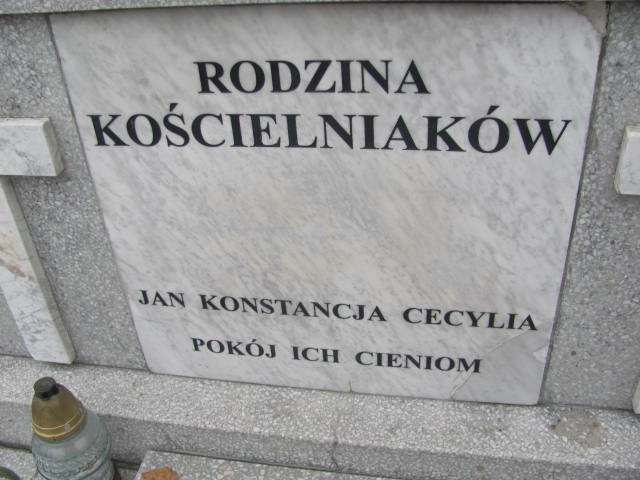 RODZINA
KOŚCIELNIAKÓW
JAN KONSTANCJA CECYLIA
POKÓJ ICH CIENIOM